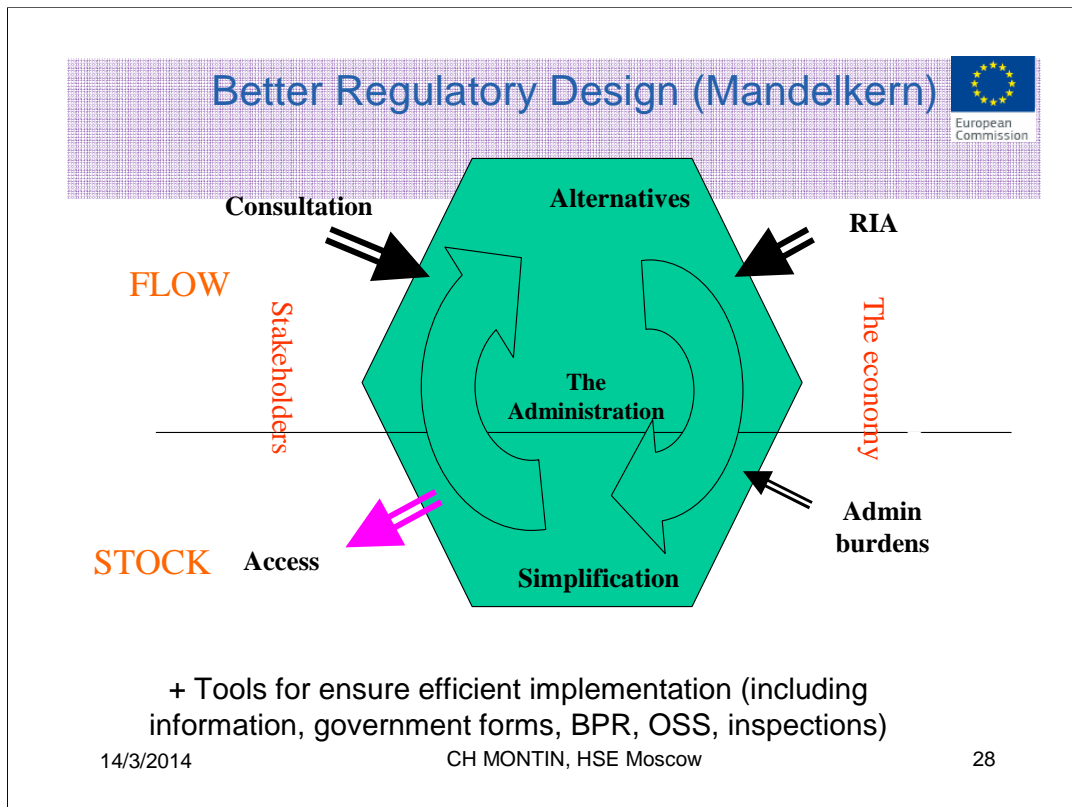 Better Regulatory Design (Mandelkern)
European
Commission
Consultation
Alternatives
RIA
FLOW
Stakeholders
The economy
The
Administration
Admin
burdens
STOCK
Access
Simplification
+ Tools for ensure efficient implementation (including
information, government forms, BPR, OSS, inspections)
14/3/2014
CH MONTIN, HSE Moscow
28